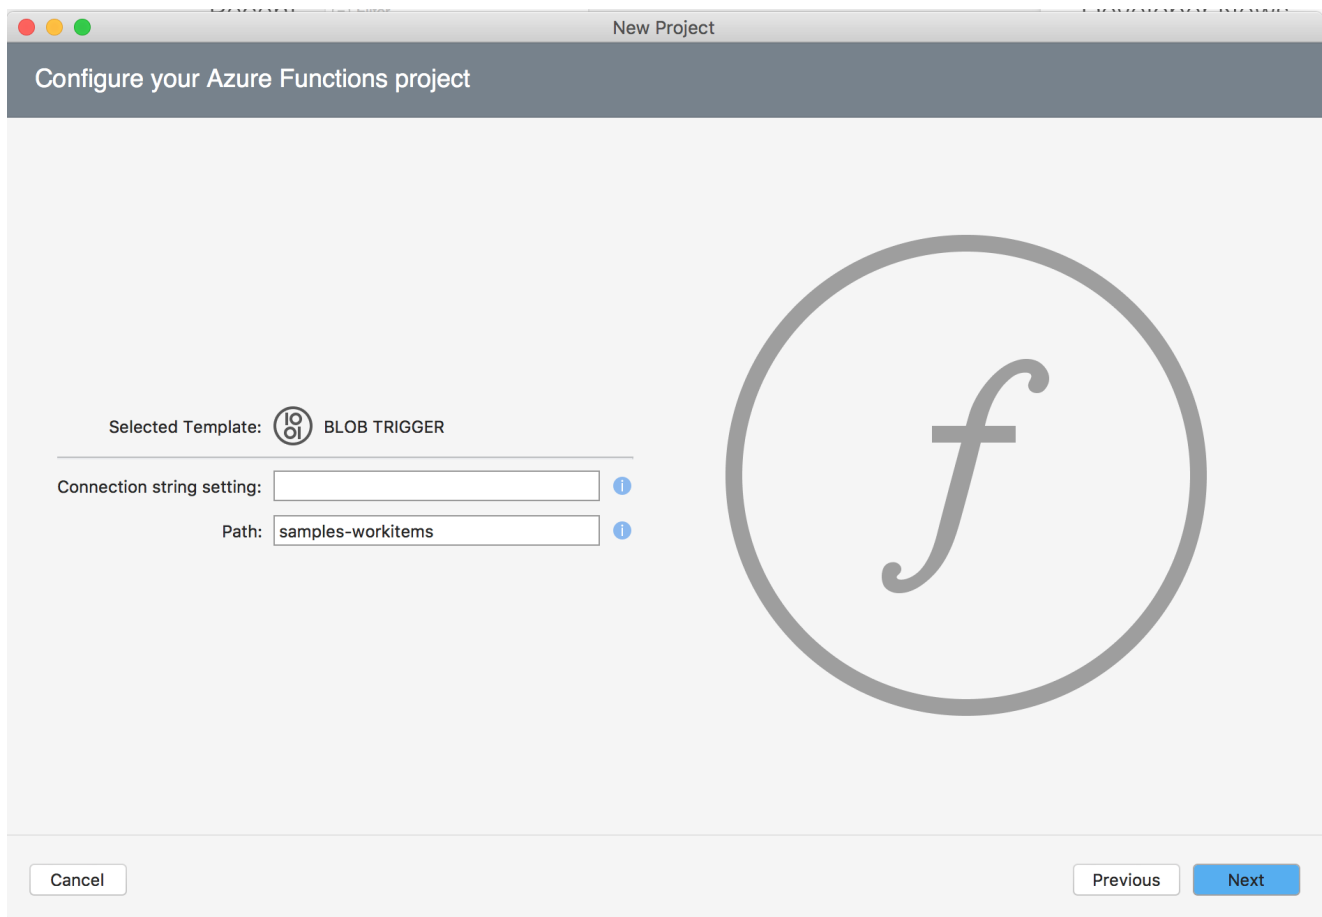 New Project
Configure your Azure Functions project
Selected Template: BLOB TRIGGER
Connection string setting:
Path: samples-workitems
Cancel
Previous
Next